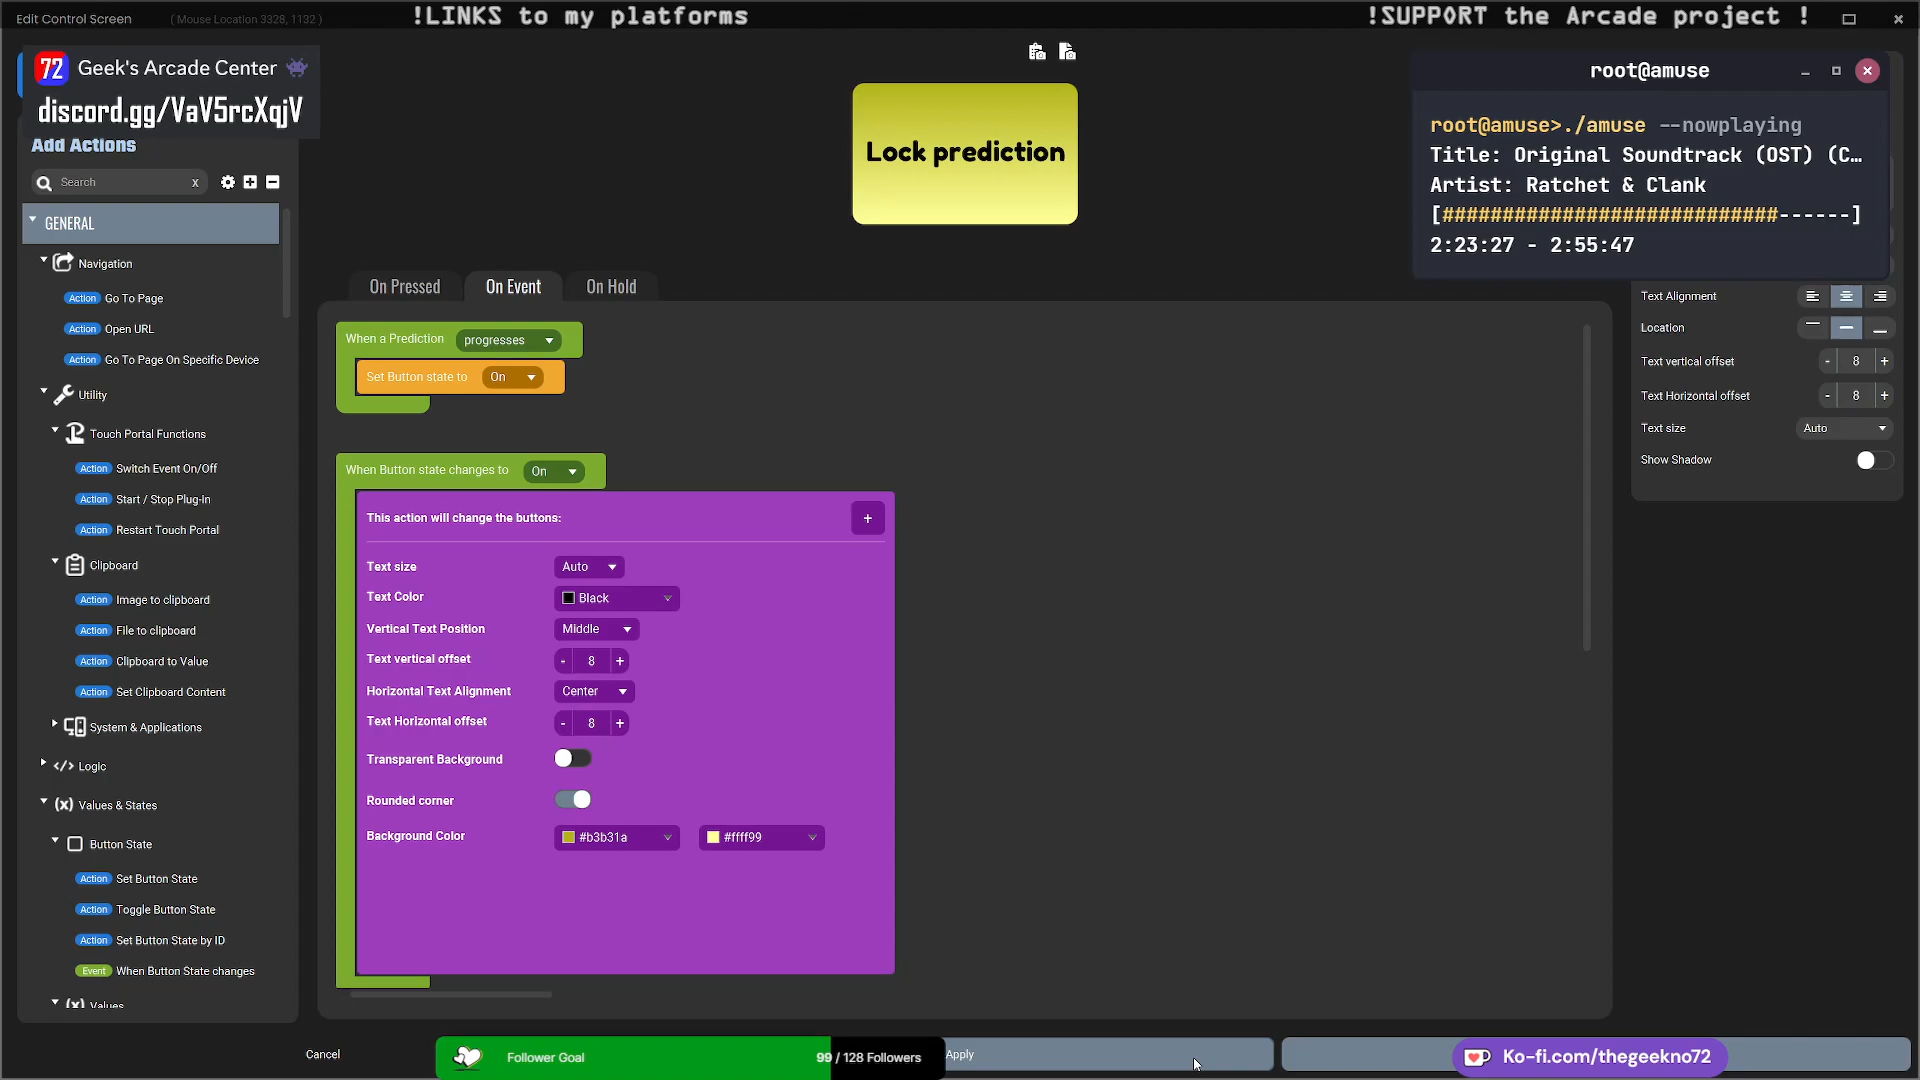 Edit Control Screen
( Mouse Location 3328, 1132 )
!LINKS to my platforms
!SUPPORT the Arcade project !
72 Geek's Arcade Center
discord.gg/VaV5rcXqjV
Add Actions
Search
x
GENERAL
Navigation
Action Go To Page
Action Open URL
Action Go To Page On Specific Device
Utility
Touch Portal Functions
Action Switch Event On/Off
Action Start / Stop Plug-In
Action Restart Touch Portal
Clipboard
Action Image to clipboard
Action File to clipboard
Action Clipboard to Value
Action Set Clipboard Content
System & Applications
</> Logic
(x) Values & States
Button State
Action Set Button State
Action Toggle Button State
Action Set Button State by ID
Event When Button State changes
(x) Values
Lock prediction
On Pressed
On Event
On Hold
When a Prediction progresses
Set Button state to On
When Button state changes to On
This action will change the buttons:
+
Text size Auto
Text Color Black
Vertical Text Position Middle
Text vertical offset - 8 +
Horizontal Text Alignment Center
Text Horizontal offset - 8 +
Transparent Background
Rounded corner
Background Color #b3b31a #ffff99
root@amuse
root@amuse>./amuse --nowplaying
Title: Original Soundtrack (OST) (C…
Artist: Ratchet & Clank
[############################------]
2:23:27 - 2:55:47
Text Alignment
Location
Text vertical offset - 8 +
Text Horizontal offset - 8 +
Text size Auto
Show Shadow
Cancel
Follower Goal
99 / 128 Followers
Apply
Ko-fi.com/thegeekno72